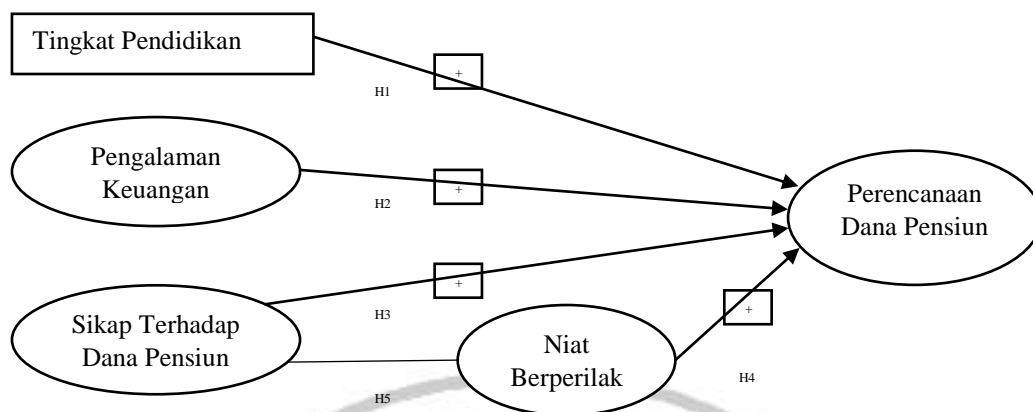 Tingkat Pendidikan
+
H1
Pengalaman
Keuangan
+
H2
Perencanaan
Dana Pensiun
+
H3
Sikap Terhadap
Dana Pensiun
+
Niat
Berperilak
H4
H5